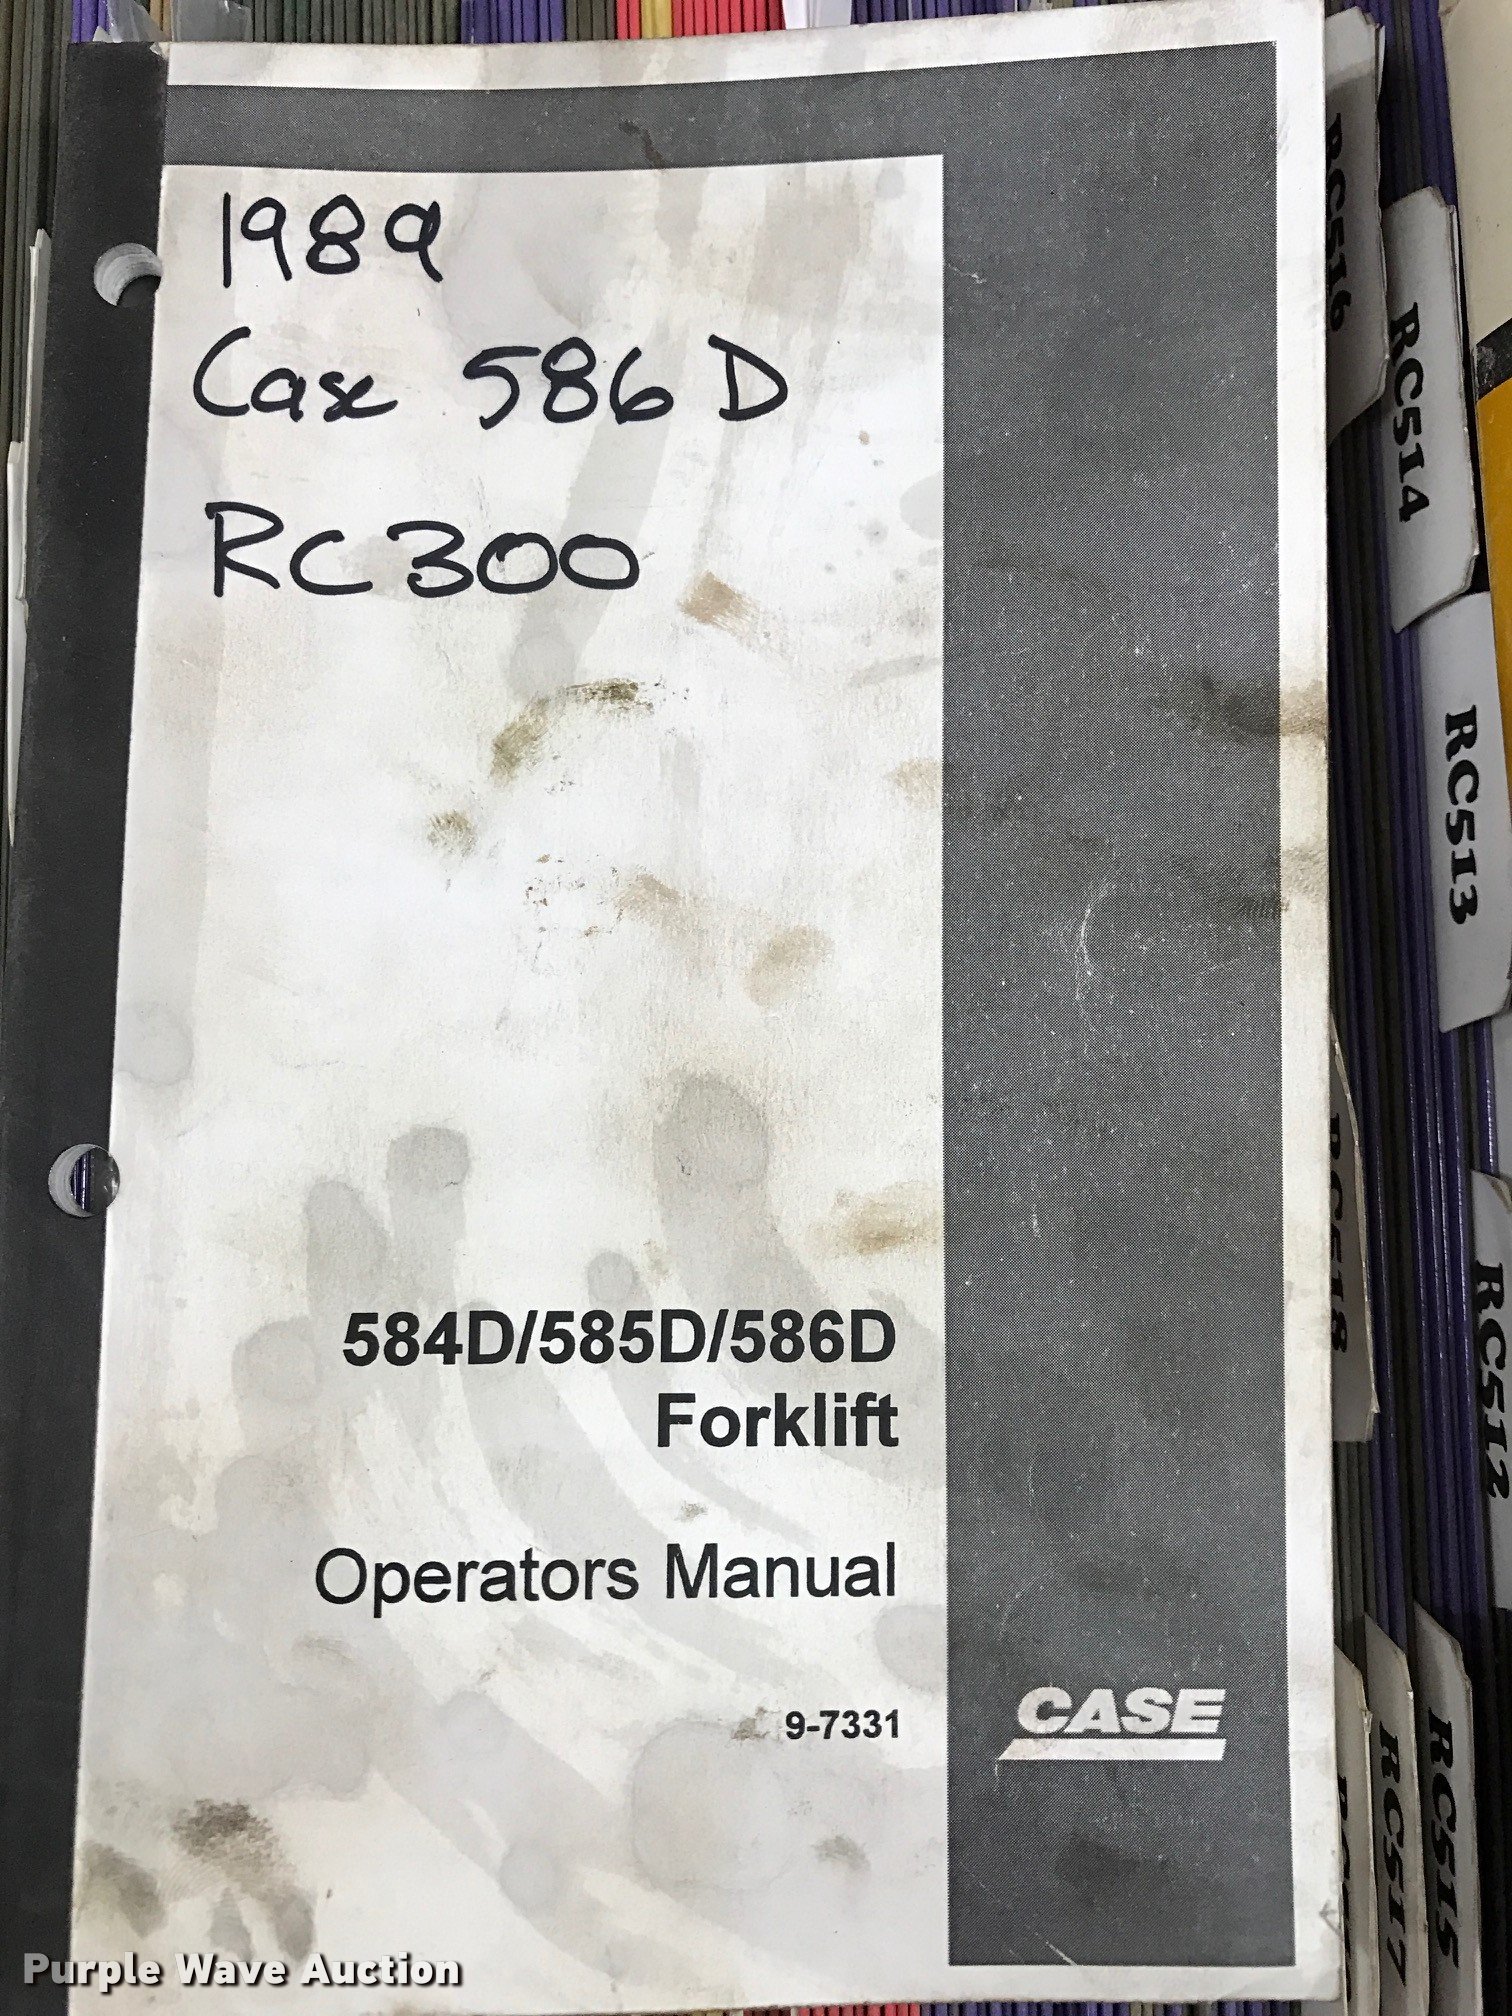 1989
Case 586 D
RC300
584D/585D/586D
Forklift
Operators Manual
9-7331
CASE
RC516
RC514
RC513
RC518
RC512
RC517
RC515
Purple Wave Auction